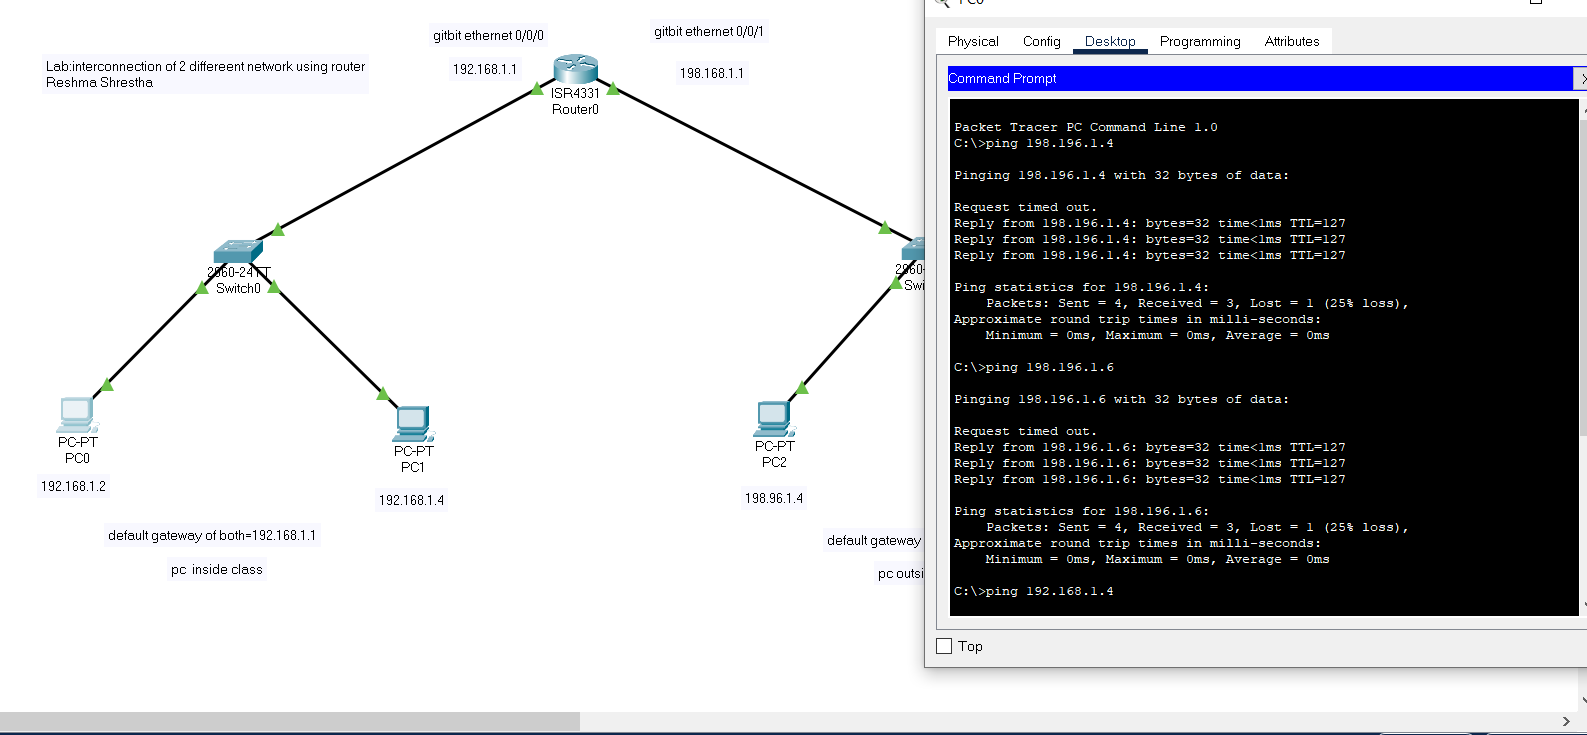 gitbit ethernet 0/0/0
gitbit ethernet 0/0/1
Lab:interconnection of 2 differeent network using router
Reshma Shrestha
192.168.1.1
198.168.1.1
ISR4331
Router0
2960-24TT
Switch0
2960-
Swi
PC-PT
PC0
192.168.1.2
PC-PT
PC1
192.168.1.4
PC-PT
PC2
198.96.1.4
default gateway of both=192.168.1.1
pc inside class
default gateway
pc outsi
PC0
Physical Config Desktop Programming Attributes
Command Prompt
Packet Tracer PC Command Line 1.0
C:\>ping 198.196.1.4
Pinging 198.196.1.4 with 32 bytes of data:
Request timed out.
Reply from 198.196.1.4: bytes=32 time<1ms TTL=127
Reply from 198.196.1.4: bytes=32 time<1ms TTL=127
Reply from 198.196.1.4: bytes=32 time<1ms TTL=127
Ping statistics for 198.196.1.4:
Packets: Sent = 4, Received = 3, Lost = 1 (25% loss),
Approximate round trip times in milli-seconds:
Minimum = 0ms, Maximum = 0ms, Average = 0ms
C:\>ping 198.196.1.6
Pinging 198.196.1.6 with 32 bytes of data:
Request timed out.
Reply from 198.196.1.6: bytes=32 time<1ms TTL=127
Reply from 198.196.1.6: bytes=32 time<1ms TTL=127
Reply from 198.196.1.6: bytes=32 time<1ms TTL=127
Ping statistics for 198.196.1.6:
Packets: Sent = 4, Received = 3, Lost = 1 (25% loss),
Approximate round trip times in milli-seconds:
Minimum = 0ms, Maximum = 0ms, Average = 0ms
C:\>ping 192.168.1.4
Top